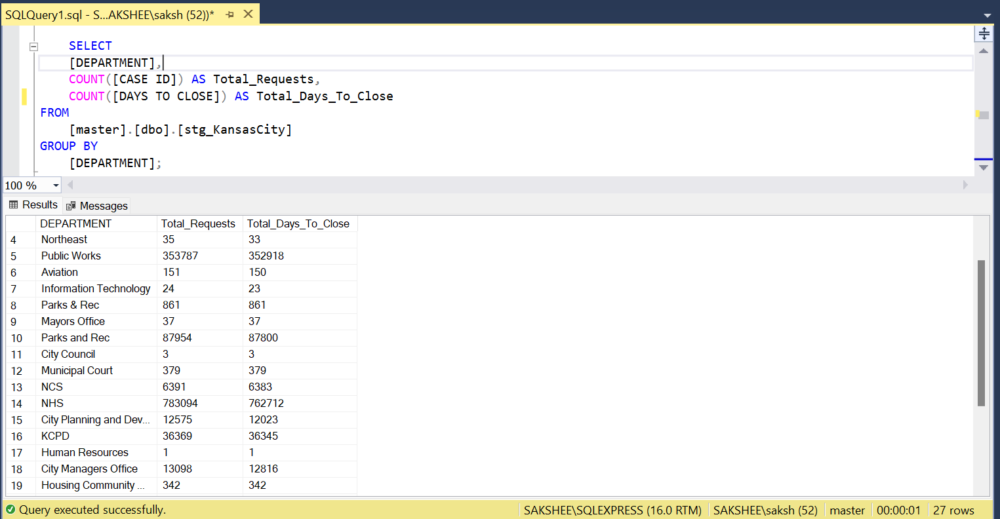 SQLQuery1.sql - S...AKSHEE\saksh (52))*
SELECT
[DEPARTMENT],
COUNT([CASE ID]) AS Total_Requests,
COUNT([DAYS TO CLOSE]) AS Total_Days_To_Close
FROM
[master].[dbo].[stg_KansasCity]
GROUP BY
[DEPARTMENT];
100 %
Results Messages
DEPARTMENT Total_Requests Total_Days_To_Close
4 Northeast 35 33
5 Public Works 353787 352918
6 Aviation 151 150
7 Information Technology 24 23
8 Parks & Rec 861 861
9 Mayors Office 37 37
10 Parks and Rec 87954 87800
11 City Council 3 3
12 Municipal Court 379 379
13 NCS 6391 6383
14 NHS 783094 762712
15 City Planning and Dev... 12575 12023
16 KCPD 36369 36345
17 Human Resources 1 1
18 City Managers Office 13098 12816
19 Housing Community ... 342 342
Query executed successfully. SAKSHEE\SQLEXPRESS (16.0 RTM) SAKSHEE\saksh (52) master 00:00:01 27 rows